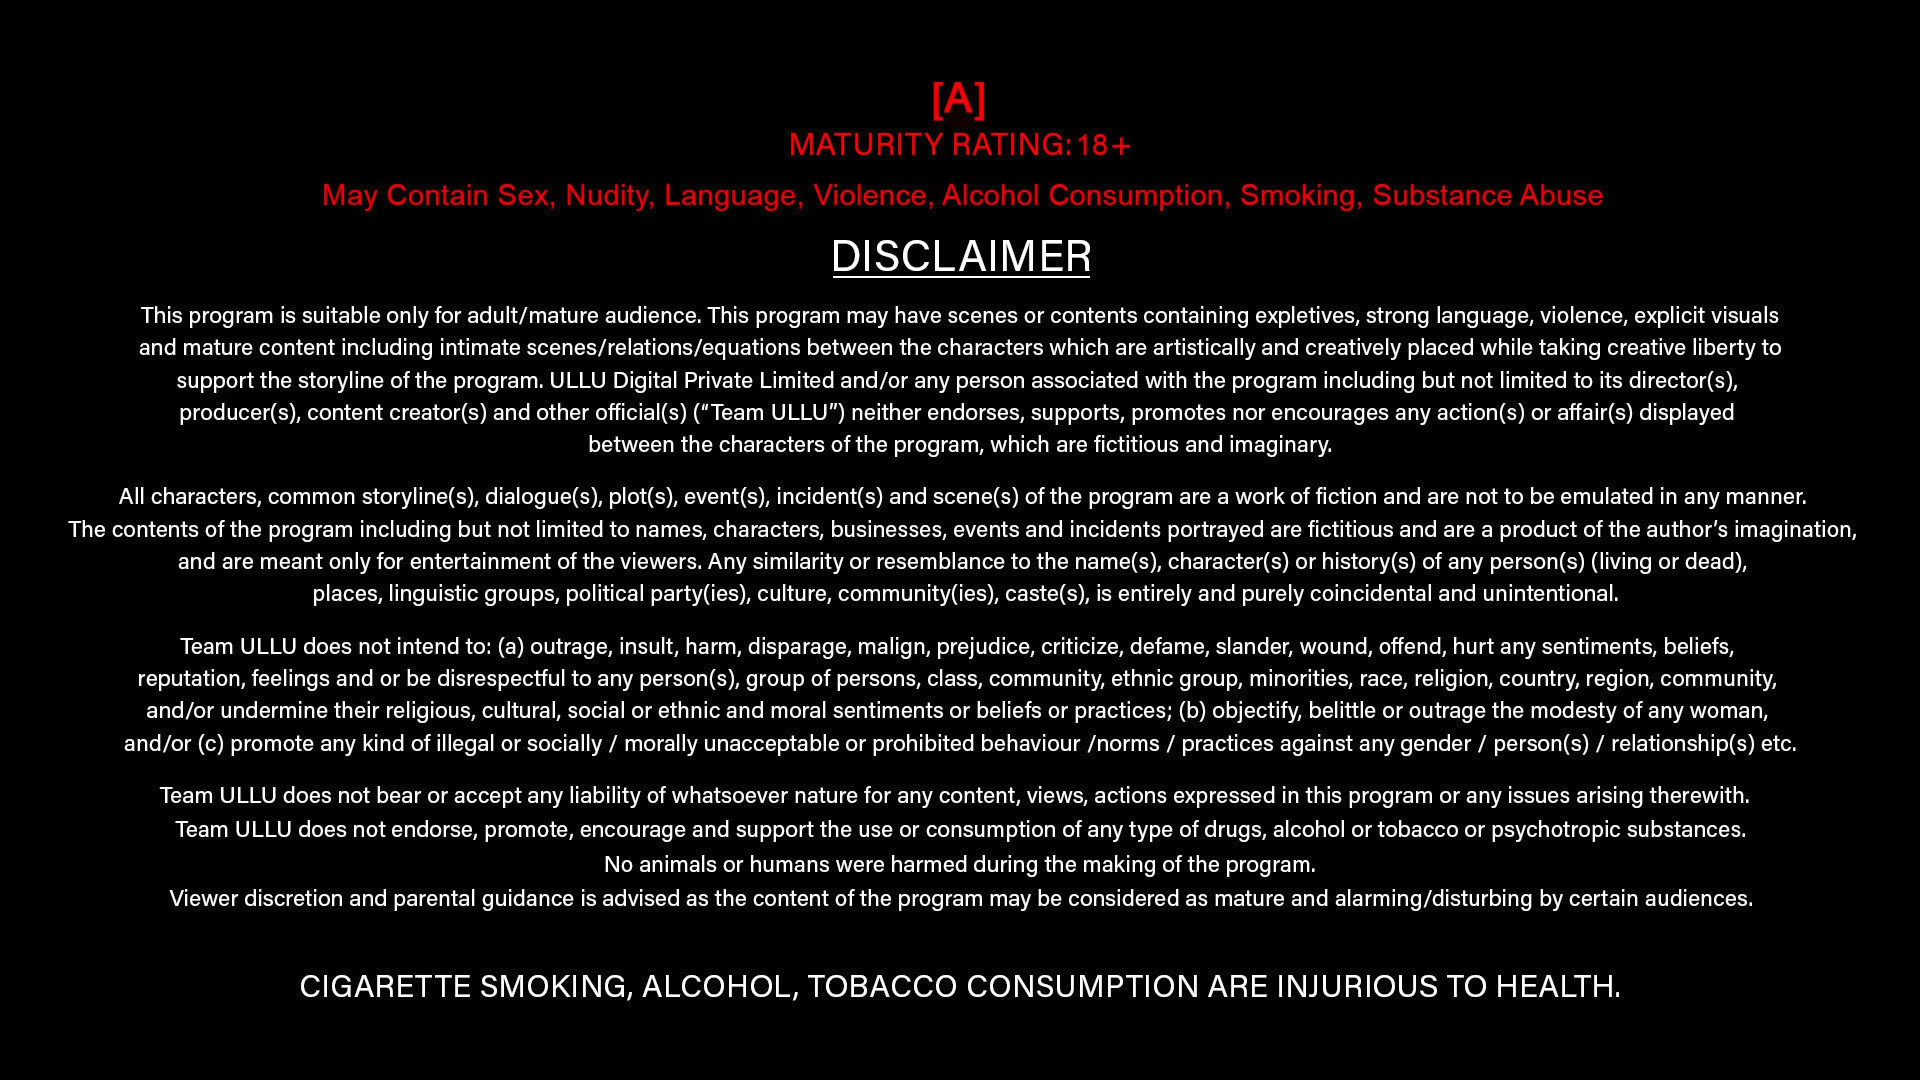 [A]
MATURITY RATING:18+
May Contain Sex, Nudity, Language, Violence, Alcohol Consumption, Smoking, Substance Abuse
DISCLAIMER
This program is suitable only for adult/mature audience. This program may have scenes or contents containing expletives, strong language, violence, explicit visuals
and mature content including intimate scenes/relations/equations between the characters which are artistically and creatively placed while taking creative liberty to
support the storyline of the program. ULLU Digital Private Limited and/or any person associated with the program including but not limited to its director(s),
producer(s), content creator(s) and other official(s) (“Team ULLU”) neither endorses, supports, promotes nor encourages any action(s) or affair(s) displayed
between the characters of the program, which are fictitious and imaginary.
All characters, common storyline(s), dialogue(s), plot(s), event(s), incident(s) and scene(s) of the program are a work of fiction and are not to be emulated in any manner.
The contents of the program including but not limited to names, characters, businesses, events and incidents portrayed are fictitious and are a product of the author’s imagination,
and are meant only for entertainment of the viewers. Any similarity or resemblance to the name(s), character(s) or history(s) of any person(s) (living or dead),
places, linguistic groups, political party(ies), culture, community(ies), caste(s), is entirely and purely coincidental and unintentional.
Team ULLU does not intend to: (a) outrage, insult, harm, disparage, malign, prejudice, criticize, defame, slander, wound, offend, hurt any sentiments, beliefs,
reputation, feelings and or be disrespectful to any person(s), group of persons, class, community, ethnic group, minorities, race, religion, country, region, community,
and/or undermine their religious, cultural, social or ethnic and moral sentiments or beliefs or practices; (b) objectify, belittle or outrage the modesty of any woman,
and/or (c) promote any kind of illegal or socially / morally unacceptable or prohibited behaviour /norms / practices against any gender / person(s) / relationship(s) etc.
Team ULLU does not bear or accept any liability of whatsoever nature for any content, views, actions expressed in this program or any issues arising therewith.
Team ULLU does not endorse, promote, encourage and support the use or consumption of any type of drugs, alcohol or tobacco or psychotropic substances.
No animals or humans were harmed during the making of the program.
Viewer discretion and parental guidance is advised as the content of the program may be considered as mature and alarming/disturbing by certain audiences.
CIGARETTE SMOKING, ALCOHOL, TOBACCO CONSUMPTION ARE INJURIOUS TO HEALTH.